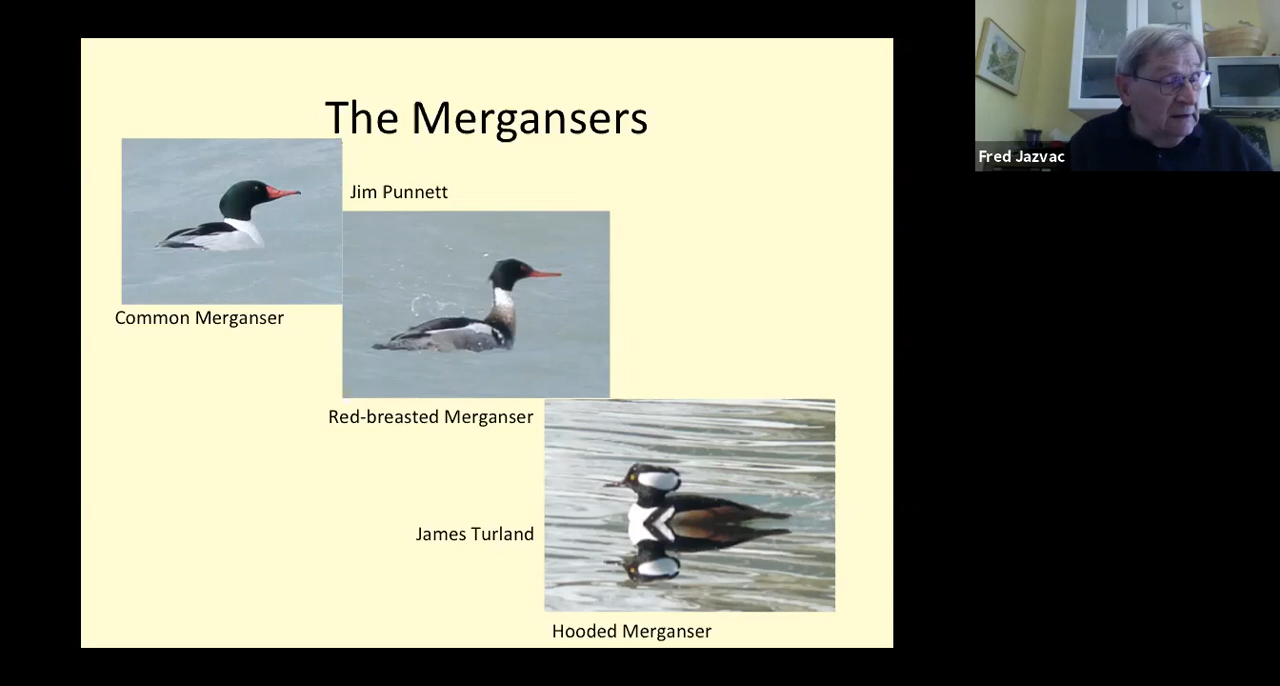 The Mergansers
Jim Punnett
Common Merganser
Red-breasted Merganser
James Turland
Hooded Merganser
Fred Jazvac